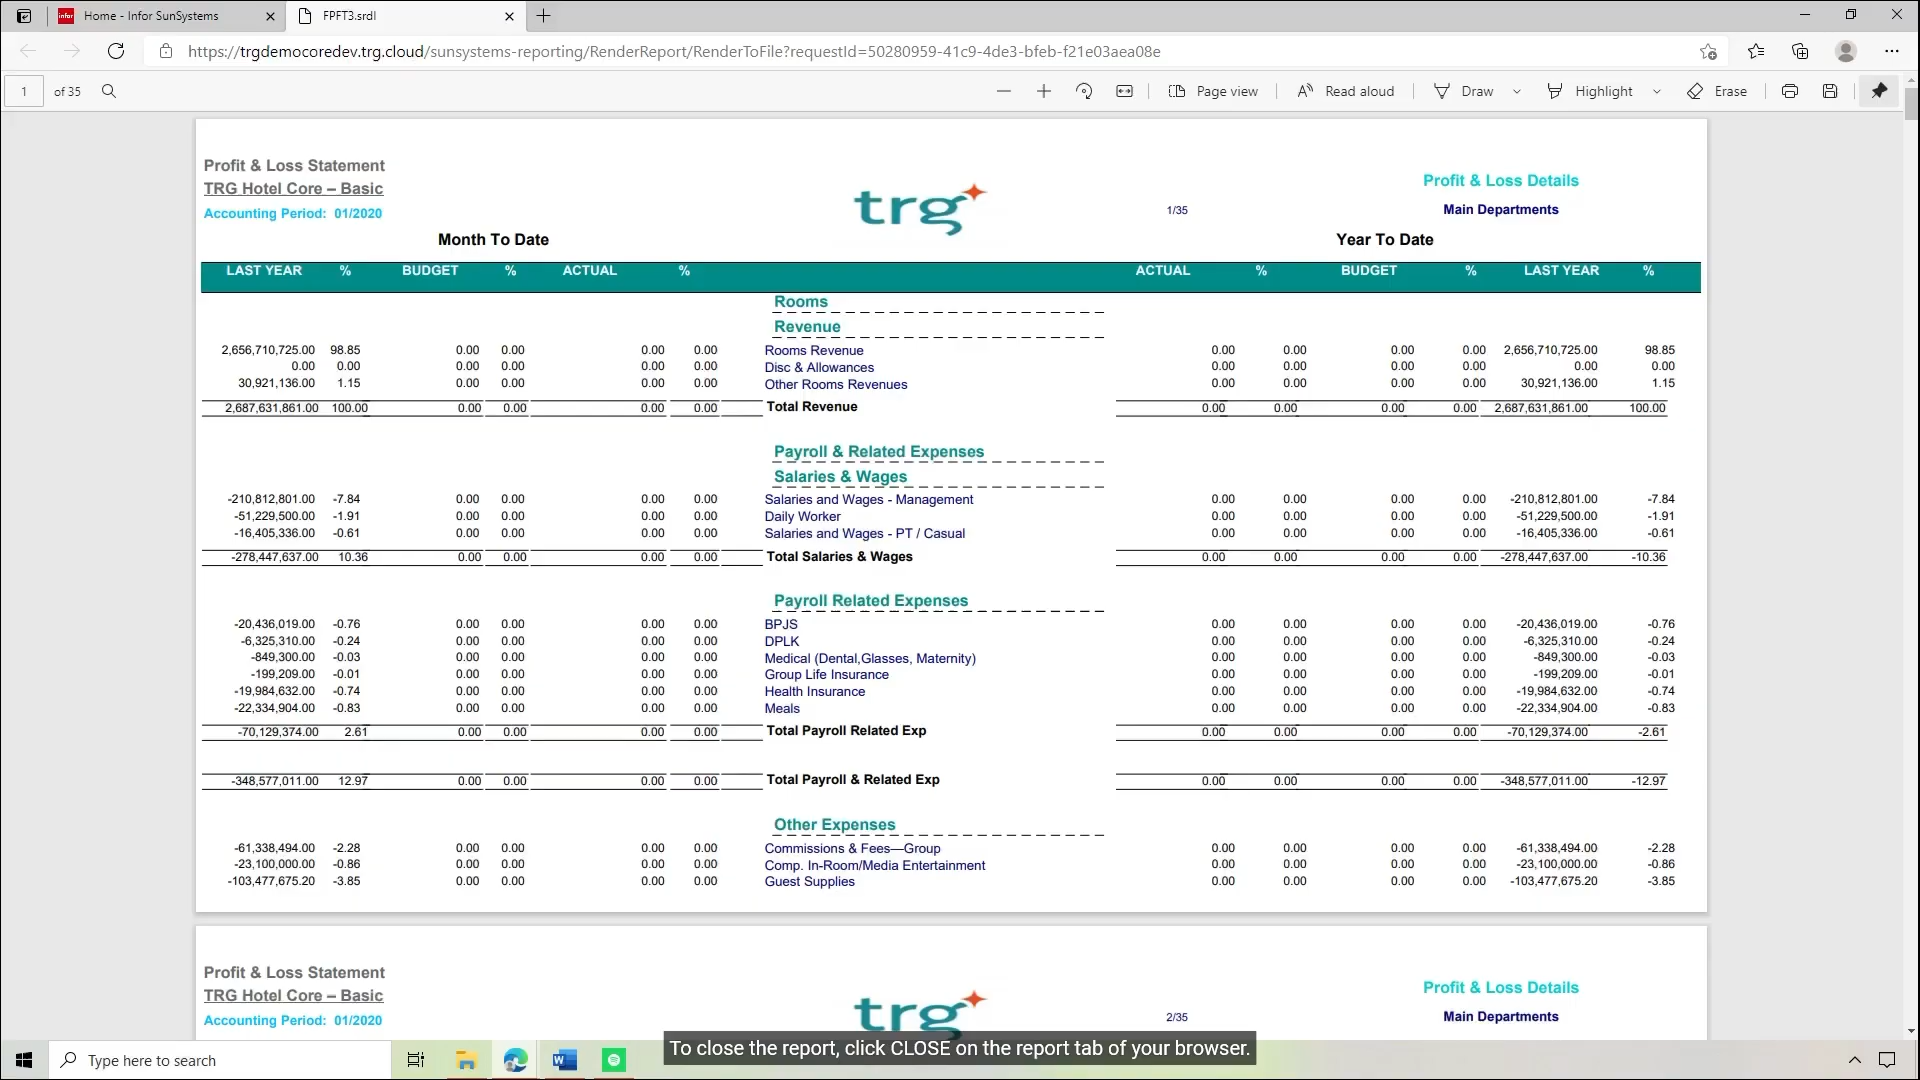 Home - Infor SunSystems
FPFT3.srdl
https://trgdemocoredev.trg.cloud/sunsystems-reporting/RenderReport/RenderToFile?requestId=50280959-41c9-4de3-bfeb-f21e03aea08e
1 of 35 Page view Read aloud Draw Highlight Erase
Profit & Loss Statement
TRG Hotel Core – Basic
Accounting Period: 01/2020
trg
1/35
Profit & Loss Details
Main Departments
Month To Date Year To Date
LAST YEAR % BUDGET % ACTUAL % ACTUAL % BUDGET % LAST YEAR %
Rooms
Revenue
2,656,710,725.00 98.85 0.00 0.00 0.00 0.00 Rooms Revenue 0.00 0.00 0.00 0.00 2,656,710,725.00 98.85
0.00 0.00 0.00 0.00 0.00 0.00 Disc & Allowances 0.00 0.00 0.00 0.00 0.00 0.00
30,921,136.00 1.15 0.00 0.00 0.00 0.00 Other Rooms Revenues 0.00 0.00 0.00 0.00 30,921,136.00 1.15
2,687,631,861.00 100.00 0.00 0.00 0.00 0.00 Total Revenue 0.00 0.00 0.00 0.00 2,687,631,861.00 100.00
Payroll & Related Expenses
Salaries & Wages
-210,812,801.00 -7.84 0.00 0.00 0.00 0.00 Salaries and Wages - Management 0.00 0.00 0.00 0.00 -210,812,801.00 -7.84
-51,229,500.00 -1.91 0.00 0.00 0.00 0.00 Daily Worker 0.00 0.00 0.00 0.00 -51,229,500.00 -1.91
-16,405,336.00 -0.61 0.00 0.00 0.00 0.00 Salaries and Wages - PT / Casual 0.00 0.00 0.00 0.00 -16,405,336.00 -0.61
-278,447,637.00 10.36 0.00 0.00 0.00 0.00 Total Salaries & Wages 0.00 0.00 0.00 0.00 -278,447,637.00 -10.36
Payroll Related Expenses
-20,436,019.00 -0.76 0.00 0.00 0.00 0.00 BPJS 0.00 0.00 0.00 0.00 -20,436,019.00 -0.76
-6,325,310.00 -0.24 0.00 0.00 0.00 0.00 DPLK 0.00 0.00 0.00 0.00 -6,325,310.00 -0.24
-849,300.00 -0.03 0.00 0.00 0.00 0.00 Medical (Dental,Glasses, Maternity) 0.00 0.00 0.00 0.00 -849,300.00 -0.03
-199,209.00 -0.01 0.00 0.00 0.00 0.00 Group Life Insurance 0.00 0.00 0.00 0.00 -199,209.00 -0.01
-19,984,632.00 -0.74 0.00 0.00 0.00 0.00 Health Insurance 0.00 0.00 0.00 0.00 -19,984,632.00 -0.74
-22,334,904.00 -0.83 0.00 0.00 0.00 0.00 Meals 0.00 0.00 0.00 0.00 -22,334,904.00 -0.83
-70,129,374.00 2.61 0.00 0.00 0.00 0.00 Total Payroll Related Exp 0.00 0.00 0.00 0.00 -70,129,374.00 -2.61
-348,577,011.00 12.97 0.00 0.00 0.00 0.00 Total Payroll & Related Exp 0.00 0.00 0.00 0.00 -348,577,011.00 -12.97
Other Expenses
-61,338,494.00 -2.28 0.00 0.00 0.00 0.00 Commissions & Fees—Group 0.00 0.00 0.00 0.00 -61,338,494.00 -2.28
-23,100,000.00 -0.86 0.00 0.00 0.00 0.00 Comp. In-Room/Media Entertainment 0.00 0.00 0.00 0.00 -23,100,000.00 -0.86
-103,477,675.20 -3.85 0.00 0.00 0.00 0.00 Guest Supplies 0.00 0.00 0.00 0.00 -103,477,675.20 -3.85
Profit & Loss Statement
TRG Hotel Core – Basic
Accounting Period: 01/2020
trg
2/35
Profit & Loss Details
Main Departments
To close the report, click CLOSE on the report tab of your browser.
Type here to search